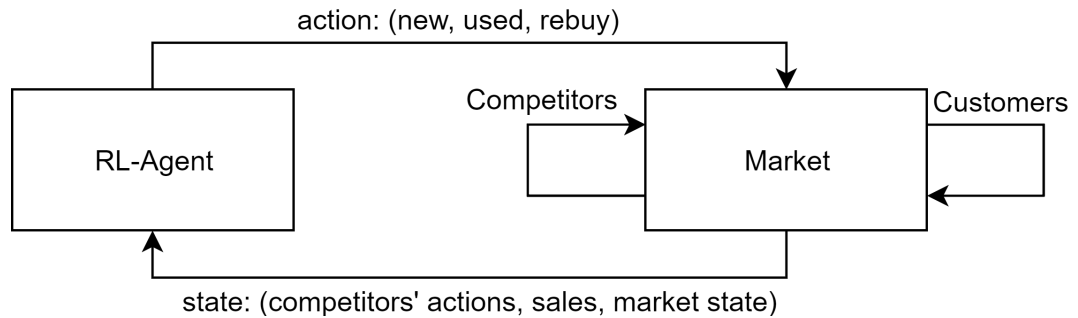 action: (new, used, rebuy)
Competitors
Customers
RL-Agent
Market
state: (competitors' actions, sales, market state)